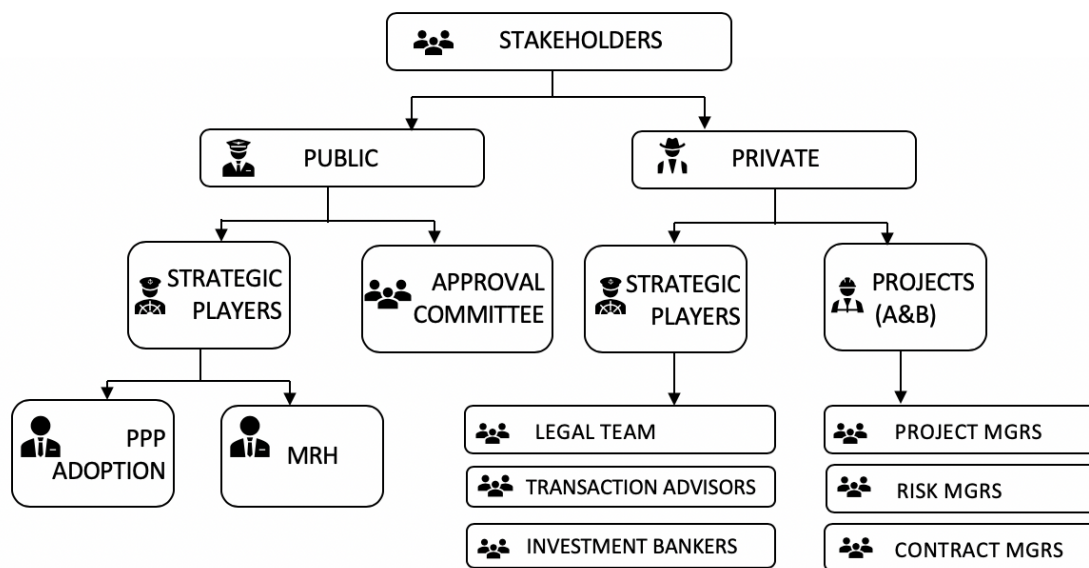 STAKEHOLDERS
PUBLIC
PRIVATE
STRATEGIC
PLAYERS
APPROVAL
COMMITTEE
STRATEGIC
PLAYERS
PROJECTS
(A&B)
PPP
ADOPTION
MRH
LEGAL TEAM
TRANSACTION ADVISORS
INVESTMENT BANKERS
PROJECT MGRS
RISK MGRS
CONTRACT MGRS